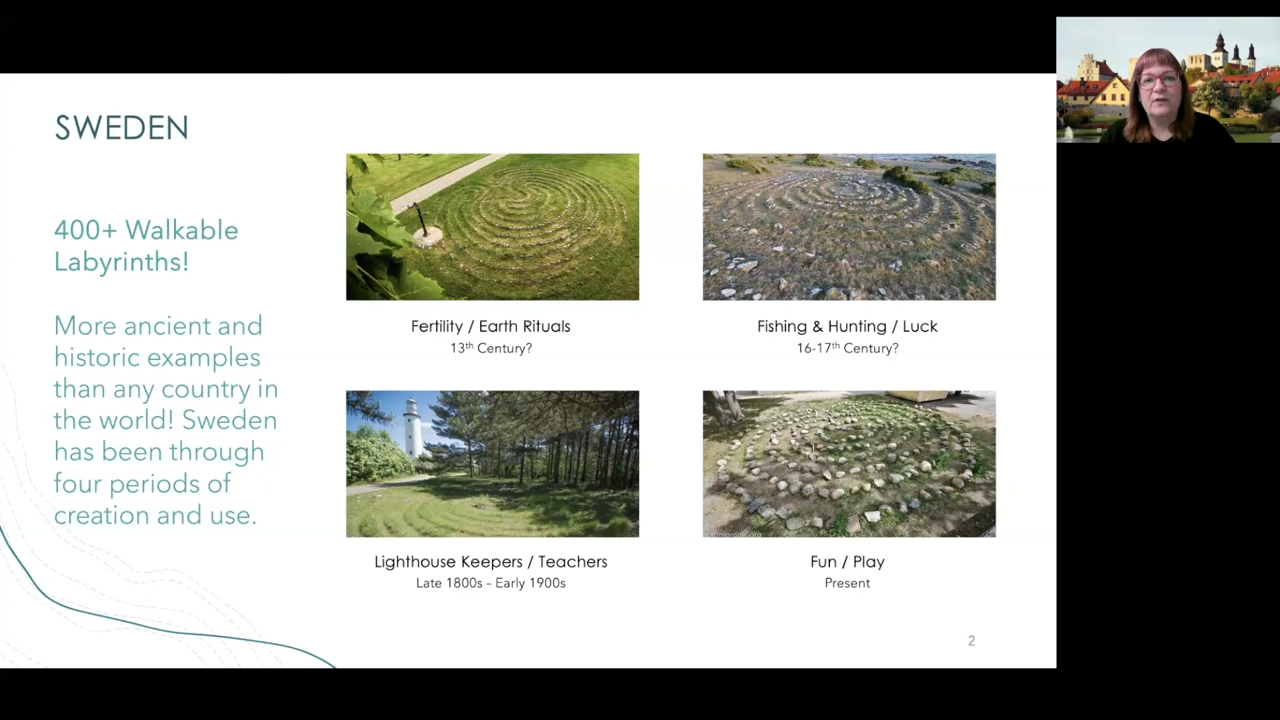 SWEDEN
400+ Walkable
Labyrinths!
More ancient and
historic examples
than any country in
the world! Sweden
has been through
four periods of
creation and use.
Fertility / Earth Rituals
13th Century?
Fishing & Hunting / Luck
16-17th Century?
Lighthouse Keepers / Teachers
Late 1800s – Early 1900s
Fun / Play
Present
2